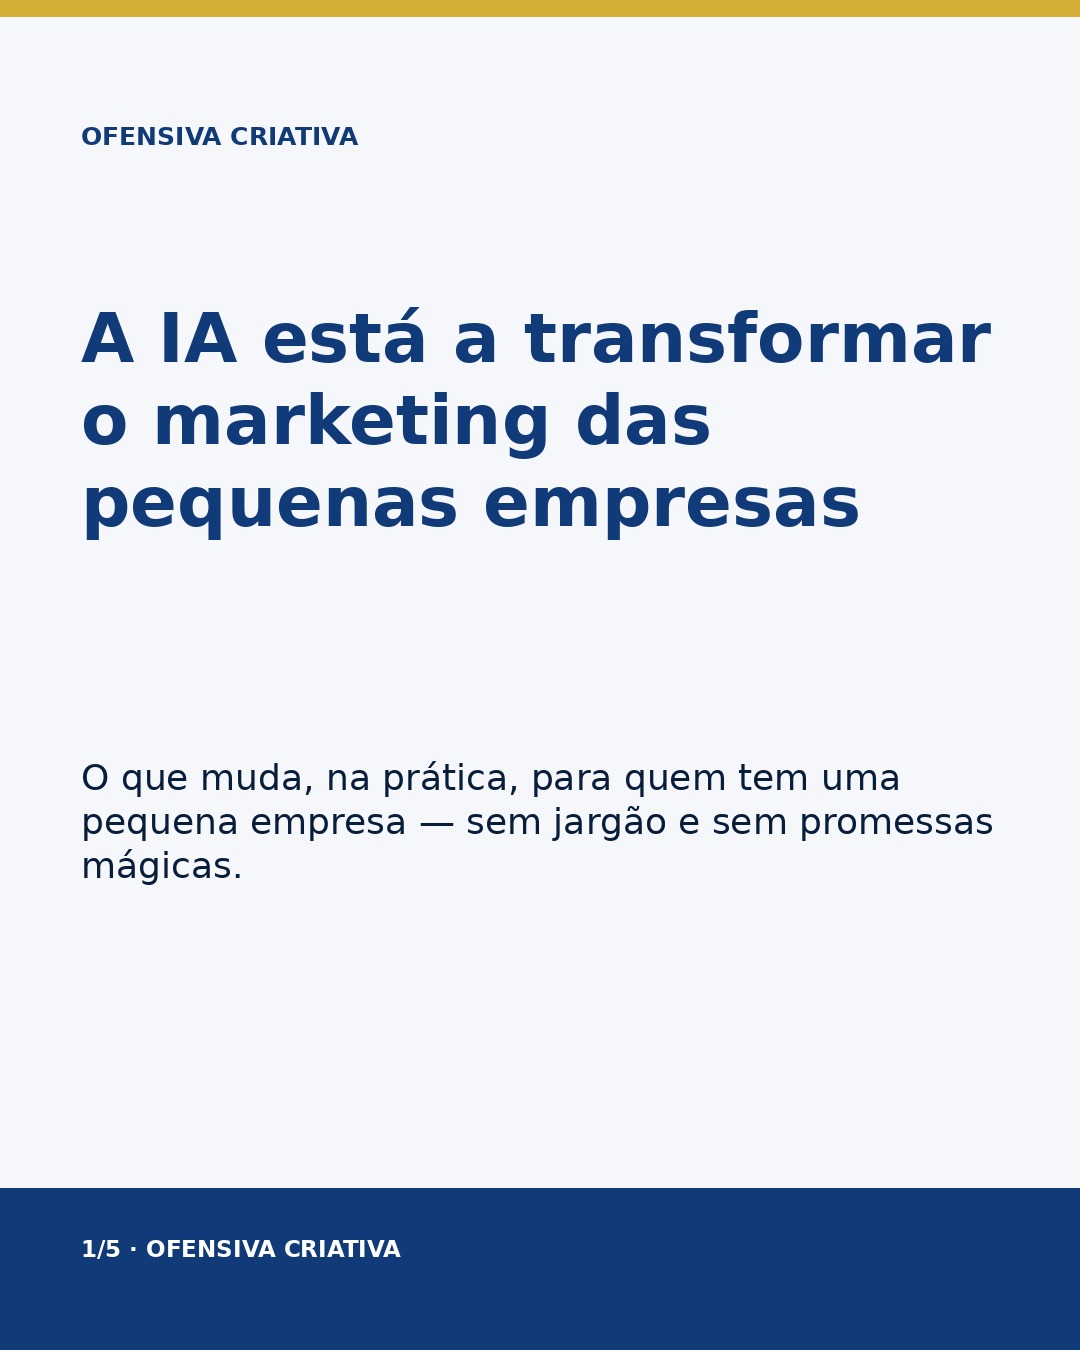 OFENSIVA CRIATIVA
A IA está a transformar
o marketing das
pequenas empresas
O que muda, na prática, para quem tem uma
pequena empresa — sem jargão e sem promessas
mágicas.
1/5 · OFENSIVA CRIATIVA